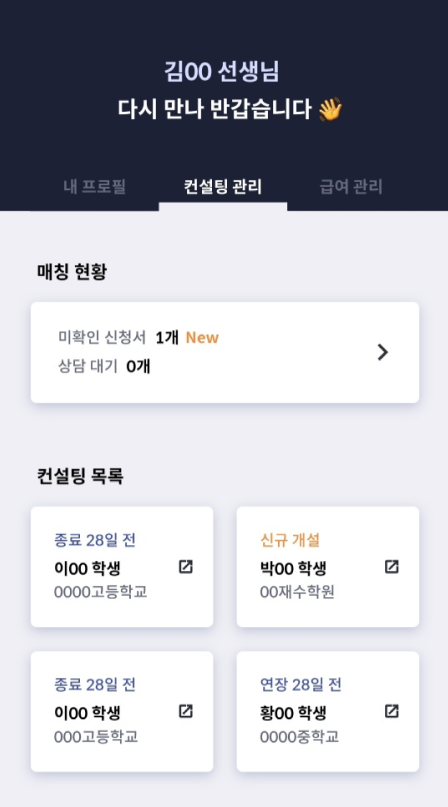 김00 선생님
다시 만나 반갑습니다 👋
내 프로필 컨설팅 관리 급여 관리
매칭 현황
미확인 신청서 1개 New
상담 대기 0개
컨설팅 목록
종료 28일 전
이00 학생
0000고등학교
신규 개설
박00 학생
00재수학원
종료 28일 전
이00 학생
000고등학교
연장 28일 전
황00 학생
0000중학교